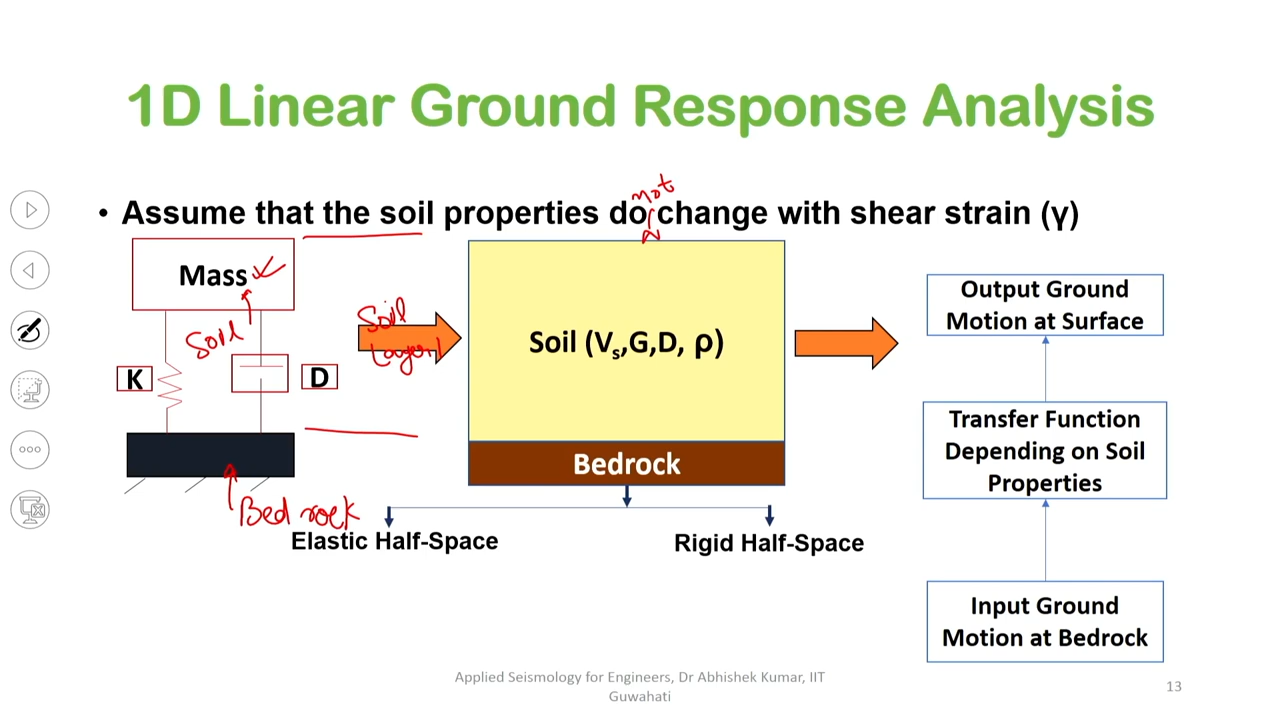 1D Linear Ground Response Analysis
not
• Assume that the soil properties do change with shear strain (γ)
Mass
Soil
K
D
Bed rock
Soil
Layer
Soil (Vs,G,D, ρ)
Bedrock
Elastic Half-Space
Rigid Half-Space
Output Ground
Motion at Surface
Transfer Function
Depending on Soil
Properties
Input Ground
Motion at Bedrock
Applied Seismology for Engineers, Dr Abhishek Kumar, IIT
Guwahati
13